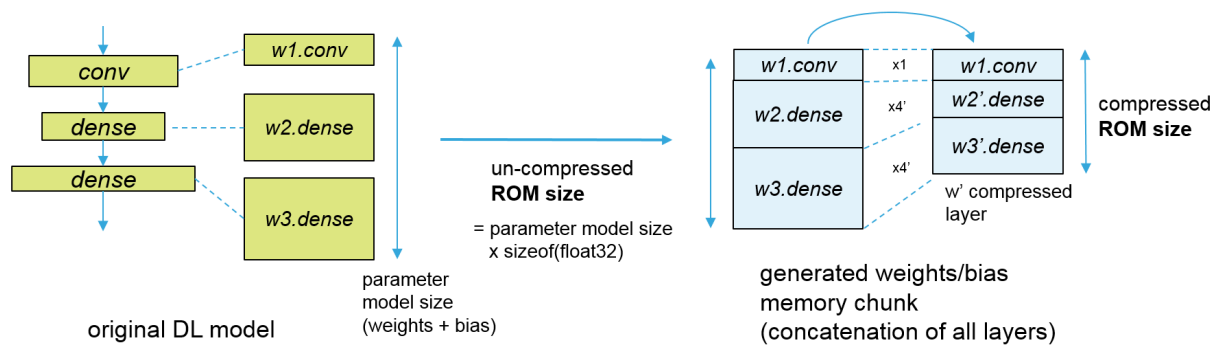 conv
dense
dense
w1.conv
w2.dense
w3.dense
original DL model
parameter
model size
(weights + bias)
un-compressed
ROM size
= parameter model size
x sizeof(float32)
w1.conv
w2.dense
w3.dense
x1
x4'
x4'
w1.conv
w2'.dense
w3'.dense
w' compressed
layer
compressed
ROM size
generated weights/bias
memory chunk
(concatenation of all layers)